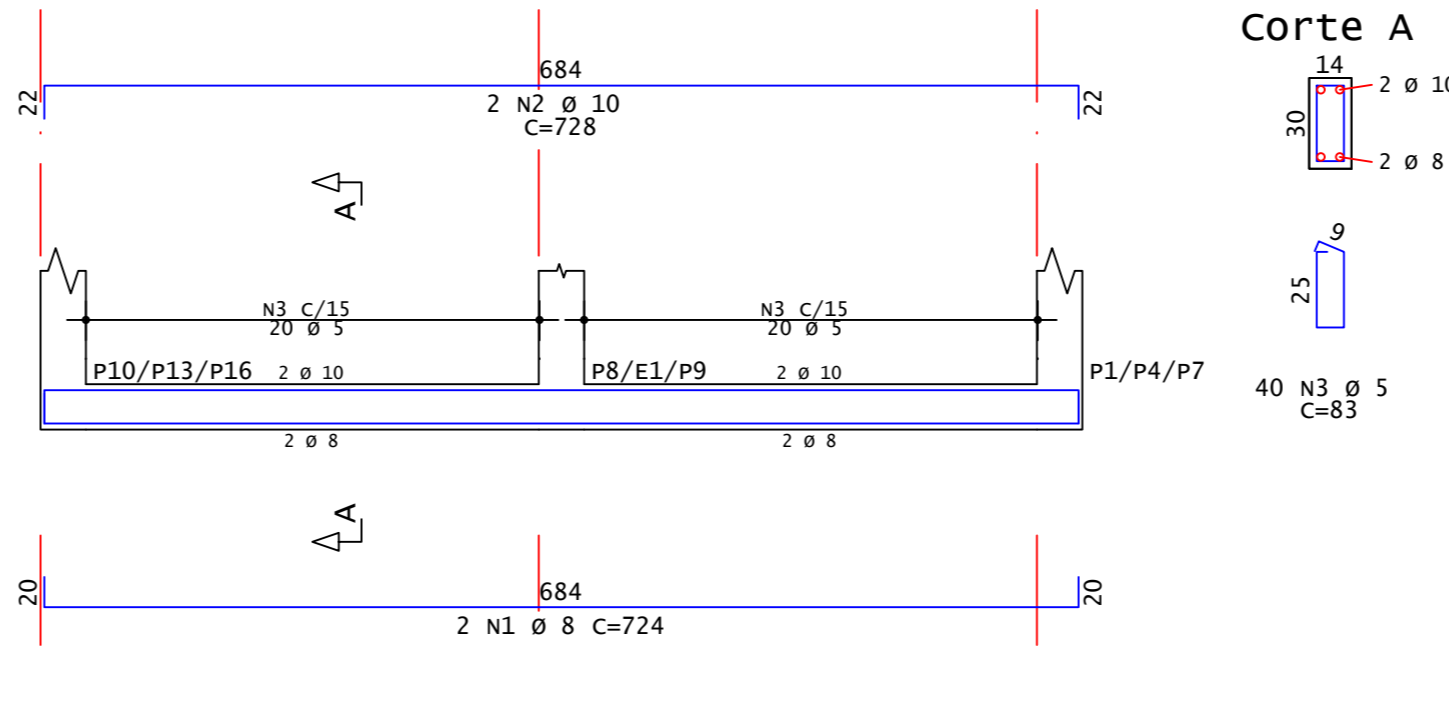 Corte A
684
22
2 N2 Ø 10
C=728
22
14
2 Ø 10
30
2 Ø 8
A
9
25
N3 C/15
20 Ø 5
N3 C/15
20 Ø 5
P10/P13/P16
2 Ø 10
P8/E1/P9
2 Ø 10
P1/P4/P7
40 N3 Ø 5
C=83
2 Ø 8
2 Ø 8
A
20
684
20
2 N1 Ø 8 C=724